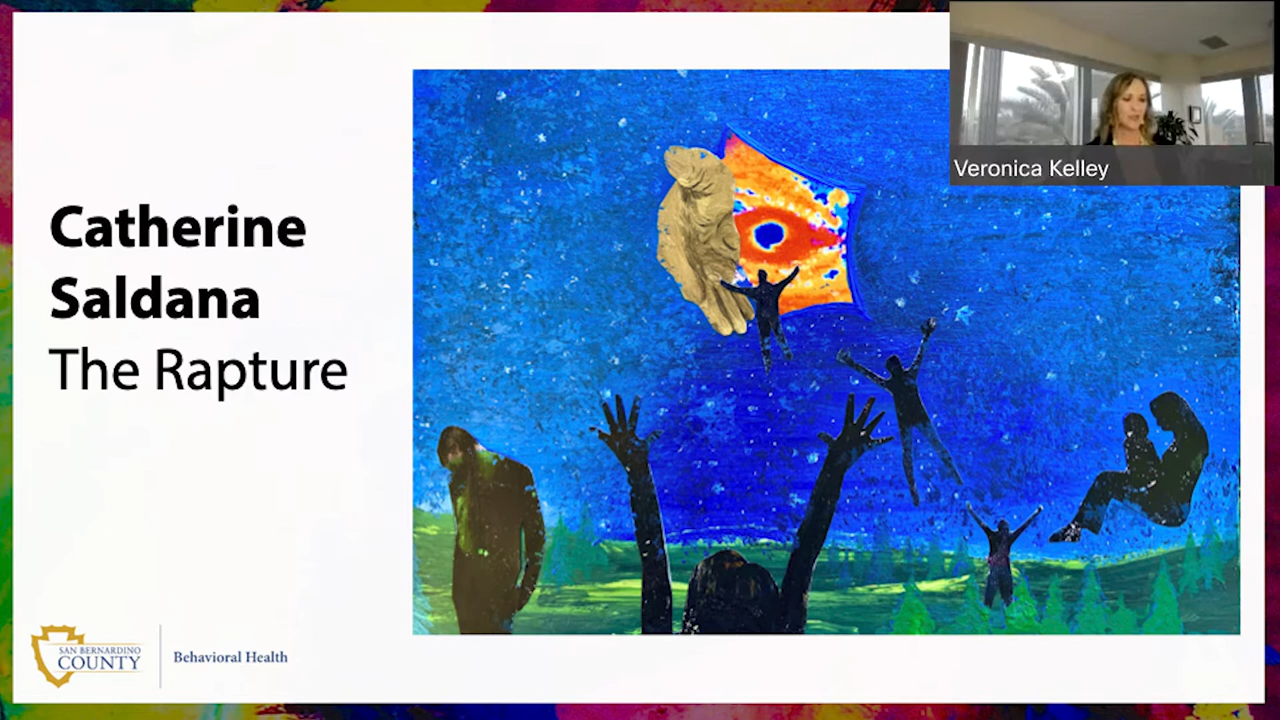 Catherine
Saldana
The Rapture
Veronica Kelley
SAN BERNARDINO
COUNTY
Behavioral Health